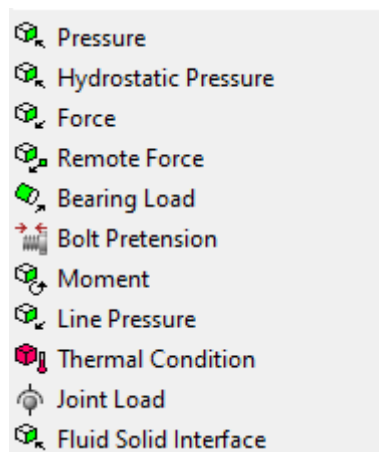 Pressure
Hydrostatic Pressure
Force
Remote Force
Bearing Load
Bolt Pretension
Moment
Line Pressure
Thermal Condition
Joint Load
Fluid Solid Interface